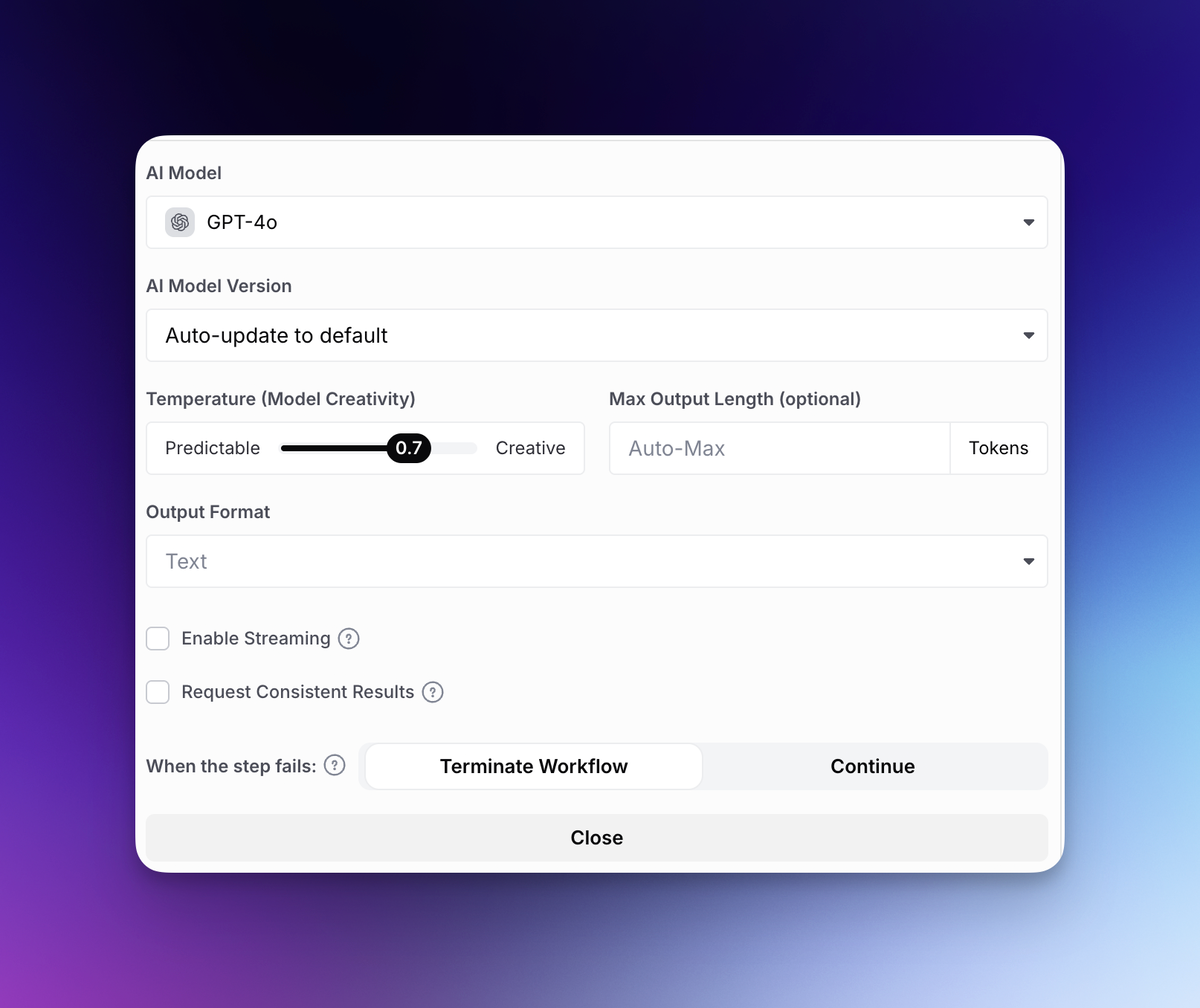 AI Model
GPT-4o
AI Model Version
Auto-update to default
Temperature (Model Creativity)
Predictable 0.7 Creative
Max Output Length (optional)
Auto-Max Tokens
Output Format
Text
Enable Streaming ?
Request Consistent Results ?
When the step fails: ? Terminate Workflow Continue
Close